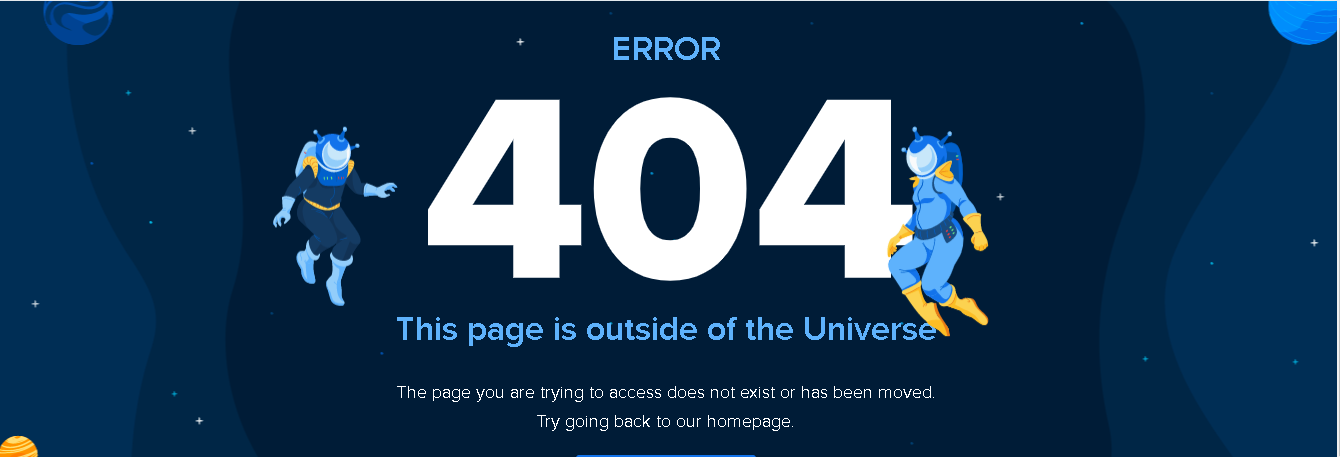 ERROR
404
This page is outside of the Universe
The page you are trying to access does not exist or has been moved.
Try going back to our homepage.